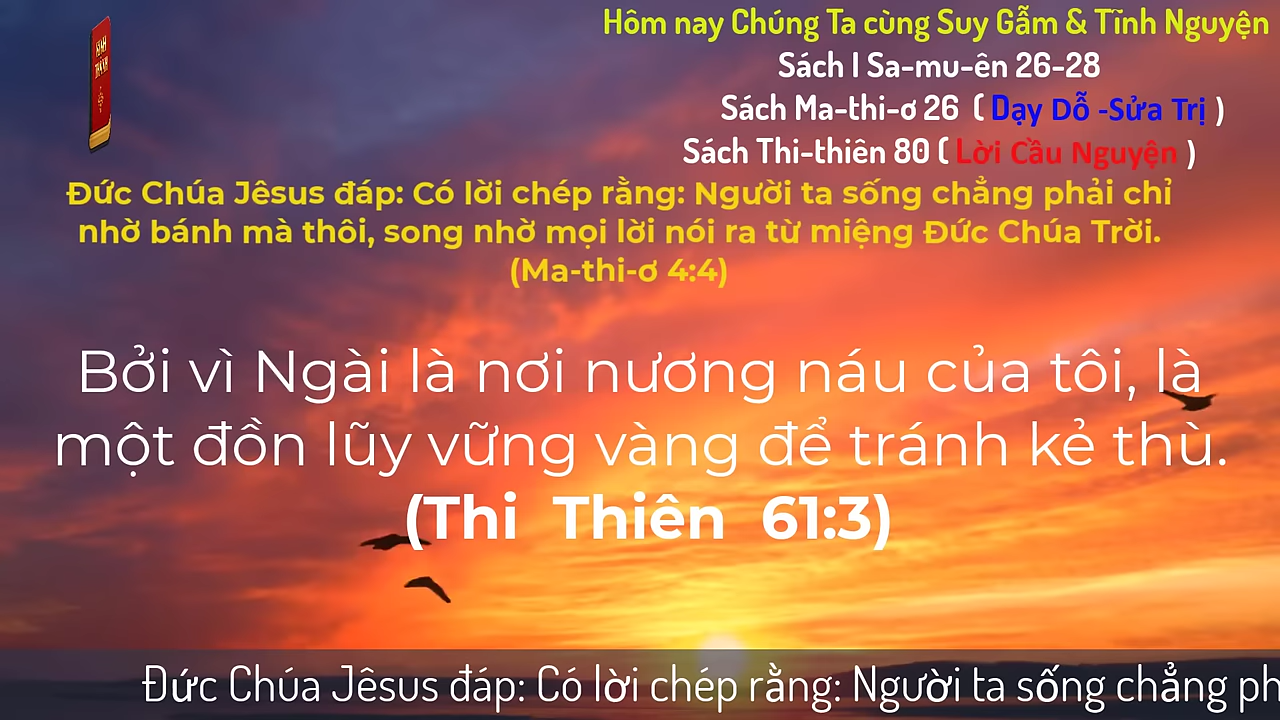 KINH
THÁNH
Hôm nay Chúng Ta cùng Suy Gẫm & Tĩnh Nguyện
Sách I Sa-mu-ên 26-28
Sách Ma-thi-ơ 26 ( Dạy Dỗ -Sửa Trị )
Sách Thi-thiên 80 ( Lời Cầu Nguyện )
Đức Chúa Jêsus đáp: Có lời chép rằng: Người ta sống chẳng phải chỉ
nhờ bánh mà thôi, song nhờ mọi lời nói ra từ miệng Đức Chúa Trời.
(Ma-thi-ơ 4:4)
Bởi vì Ngài là nơi nương náu của tôi, là
một đồn lũy vững vàng để tránh kẻ thù.
(Thi Thiên 61:3)
Đức Chúa Jêsus đáp: Có lời chép rằng: Người ta sống chẳng ph